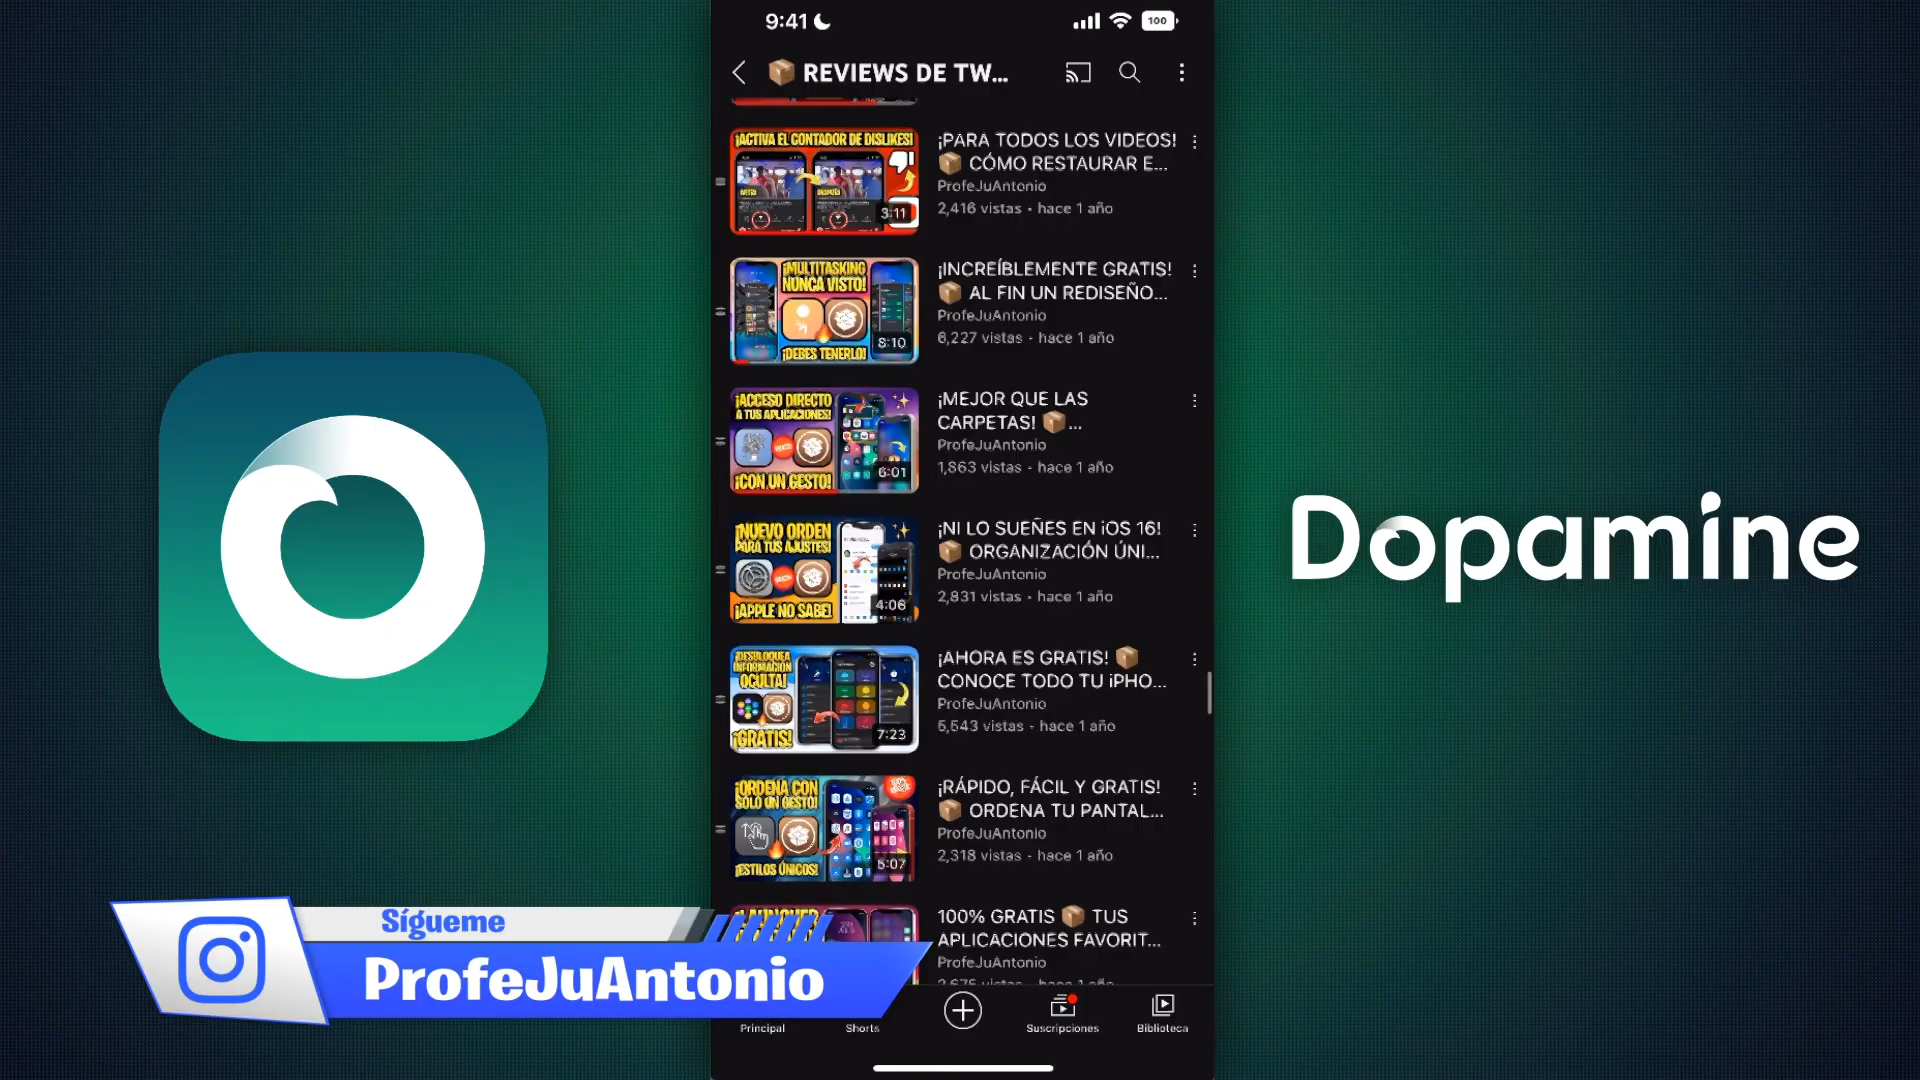 9:41
100
REVIEWS DE TW...
¡ACTIVA EL CONTADOR DE DISLIKES!
3:11
¡PARA TODOS LOS VIDEOS!
CÓMO RESTAURAR E...
ProfeJuAntonio
2,416 vistas - hace 1 año
¡MULTITASKING
NUNCA VISTO!
¡DEBES TENERLO!
8:10
¡INCREÍBLEMENTE GRATIS!
AL FIN UN REDISEÑO...
ProfeJuAntonio
6,227 vistas - hace 1 año
¡ACCESO DIRECTO
A TUS APLICACIONES!
¡CON UN GESTO!
6:01
¡MEJOR QUE LAS
CARPETAS! ...
ProfeJuAntonio
1,863 vistas - hace 1 año
¡NUEVO ORDEN
PARA TUS AJUSTES!
¡APPLE NO SABE!
4:06
¡NI LO SUEÑES EN iOS 16!
ORGANIZACIÓN ÚNI...
ProfeJuAntonio
2,831 vistas - hace 1 año
¡DESBLOQUEA
INFORMACIÓN
OCULTA!
¡GRATIS!
7:23
¡AHORA ES GRATIS!
CONOCE TODO TU iPHO...
ProfeJuAntonio
5,543 vistas - hace 1 año
¡ORDENA CON
SOLO UN GESTO!
¡ESTILOS ÚNICOS!
5:07
¡RÁPIDO, FÁCIL Y GRATIS!
ORDENA TU PANTAL...
ProfeJuAntonio
2,318 vistas - hace 1 año
100% GRATIS TUS
APLICACIONES FAVORIT...
ProfeJuAntonio
Principal
Shorts
Suscripciones
Biblioteca
Sígueme
ProfeJuAntonio
Dopamine